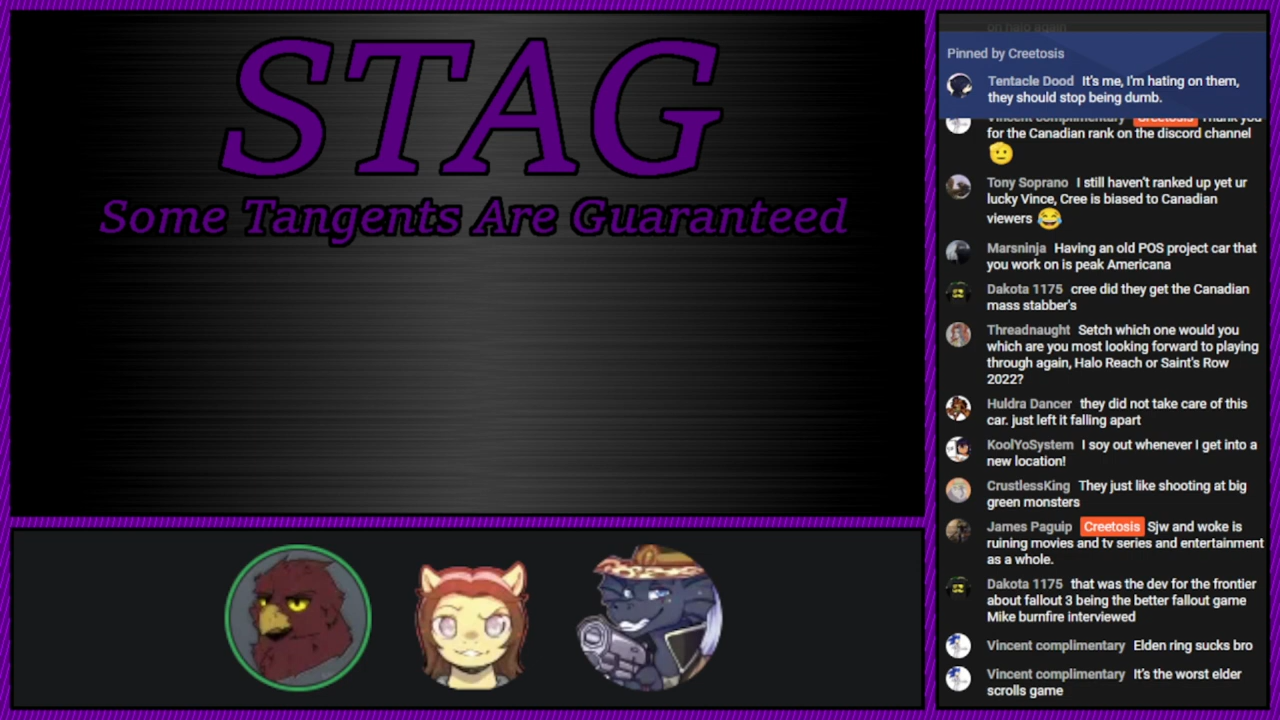 STAG
Some Tangents Are Guaranteed
on halo again
Pinned by Creetosis
Tentacle Dood It's me, I'm hating on them,
they should stop being dumb.
Vincent complimentary Creetosis Thank you
for the Canadian rank on the discord channel
🫡
Tony Soprano I still haven't ranked up yet ur
lucky Vince, Cree is biased to Canadian
viewers 😂
Marsninja Having an old POS project car that
you work on is peak Americana
Dakota 1175 cree did they get the Canadian
mass stabber's
Threadnaught Setch which one would you
which are you most looking forward to playing
through again, Halo Reach or Saint's Row
2022?
Huldra Dancer they did not take care of this
car. just left it falling apart
KoolYoSystem I soy out whenever I get into a
new location!
CrustlessKing They just like shooting at big
green monsters
James Paguip Creetosis Sjw and woke is
ruining movies and tv series and entertainment
as a whole.
Dakota 1175 that was the dev for the frontier
about fallout 3 being the better fallout game
Mike burnfire interviewed
Vincent complimentary Elden ring sucks bro
Vincent complimentary It's the worst elder
scrolls game